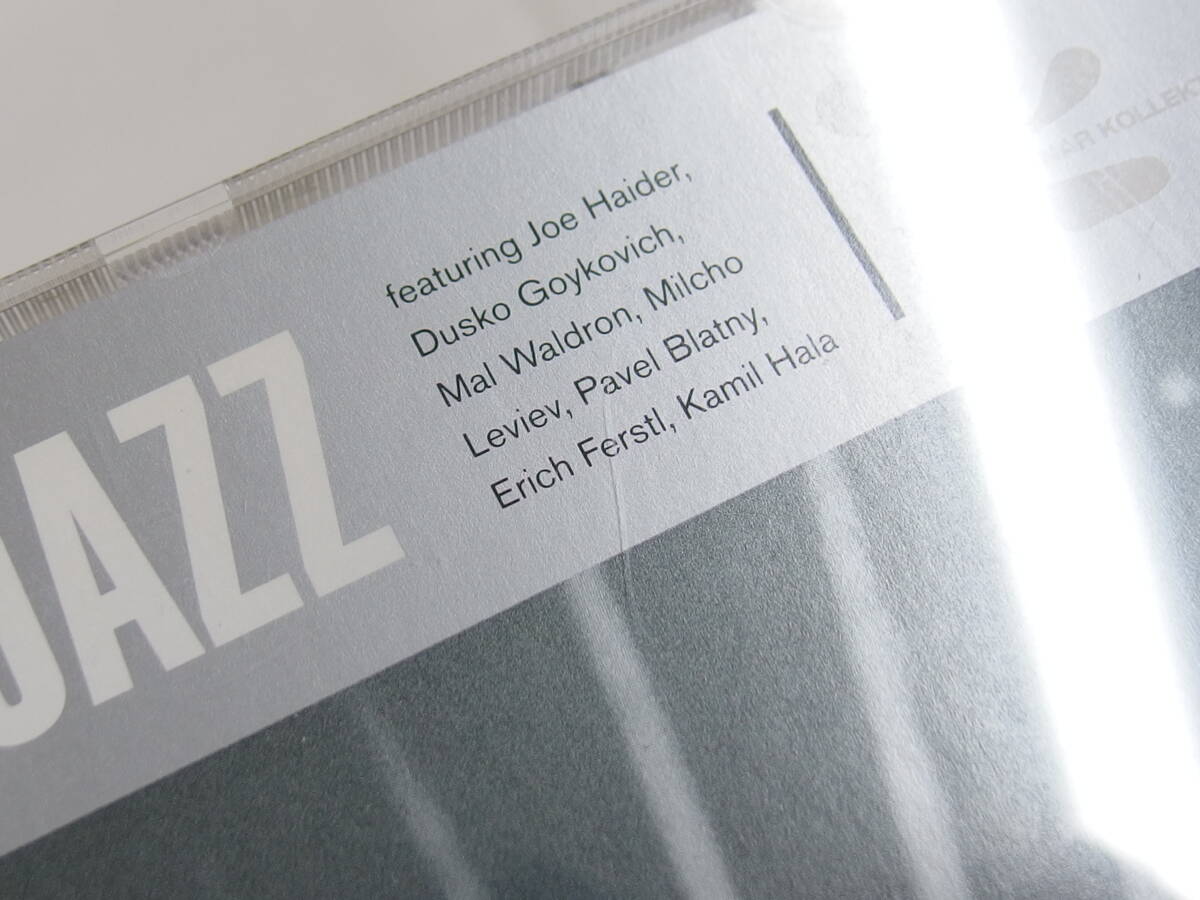 JAZZ
featuring Joe Haider,
Dusko Goykovich,
Mal Waldron, Milcho
Leviev, Pavel Blatny,
Erich Ferstl, Kamil Hala